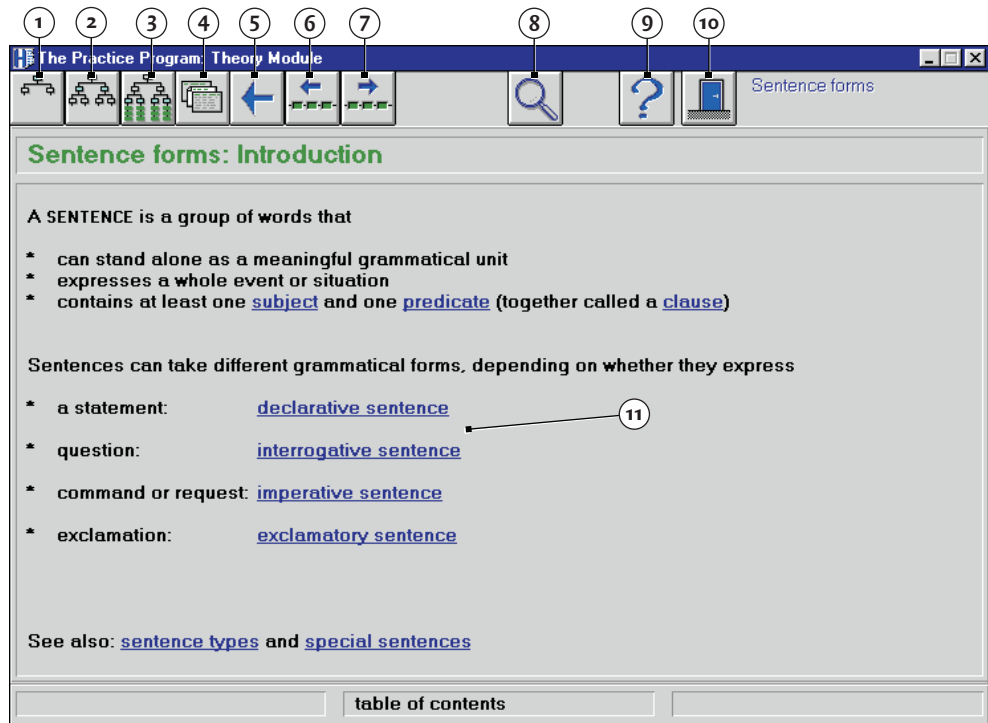 1 2 3 4 5 6 7 8 9 10
The Practice Program: Theory Module
Sentence forms
Sentence forms: Introduction
A SENTENCE is a group of words that
* can stand alone as a meaningful grammatical unit
* expresses a whole event or situation
* contains at least one subject and one predicate (together called a clause)
Sentences can take different grammatical forms, depending on whether they express
* a statement: declarative sentence
11
* question: interrogative sentence
* command or request: imperative sentence
* exclamation: exclamatory sentence
See also: sentence types and special sentences
table of contents